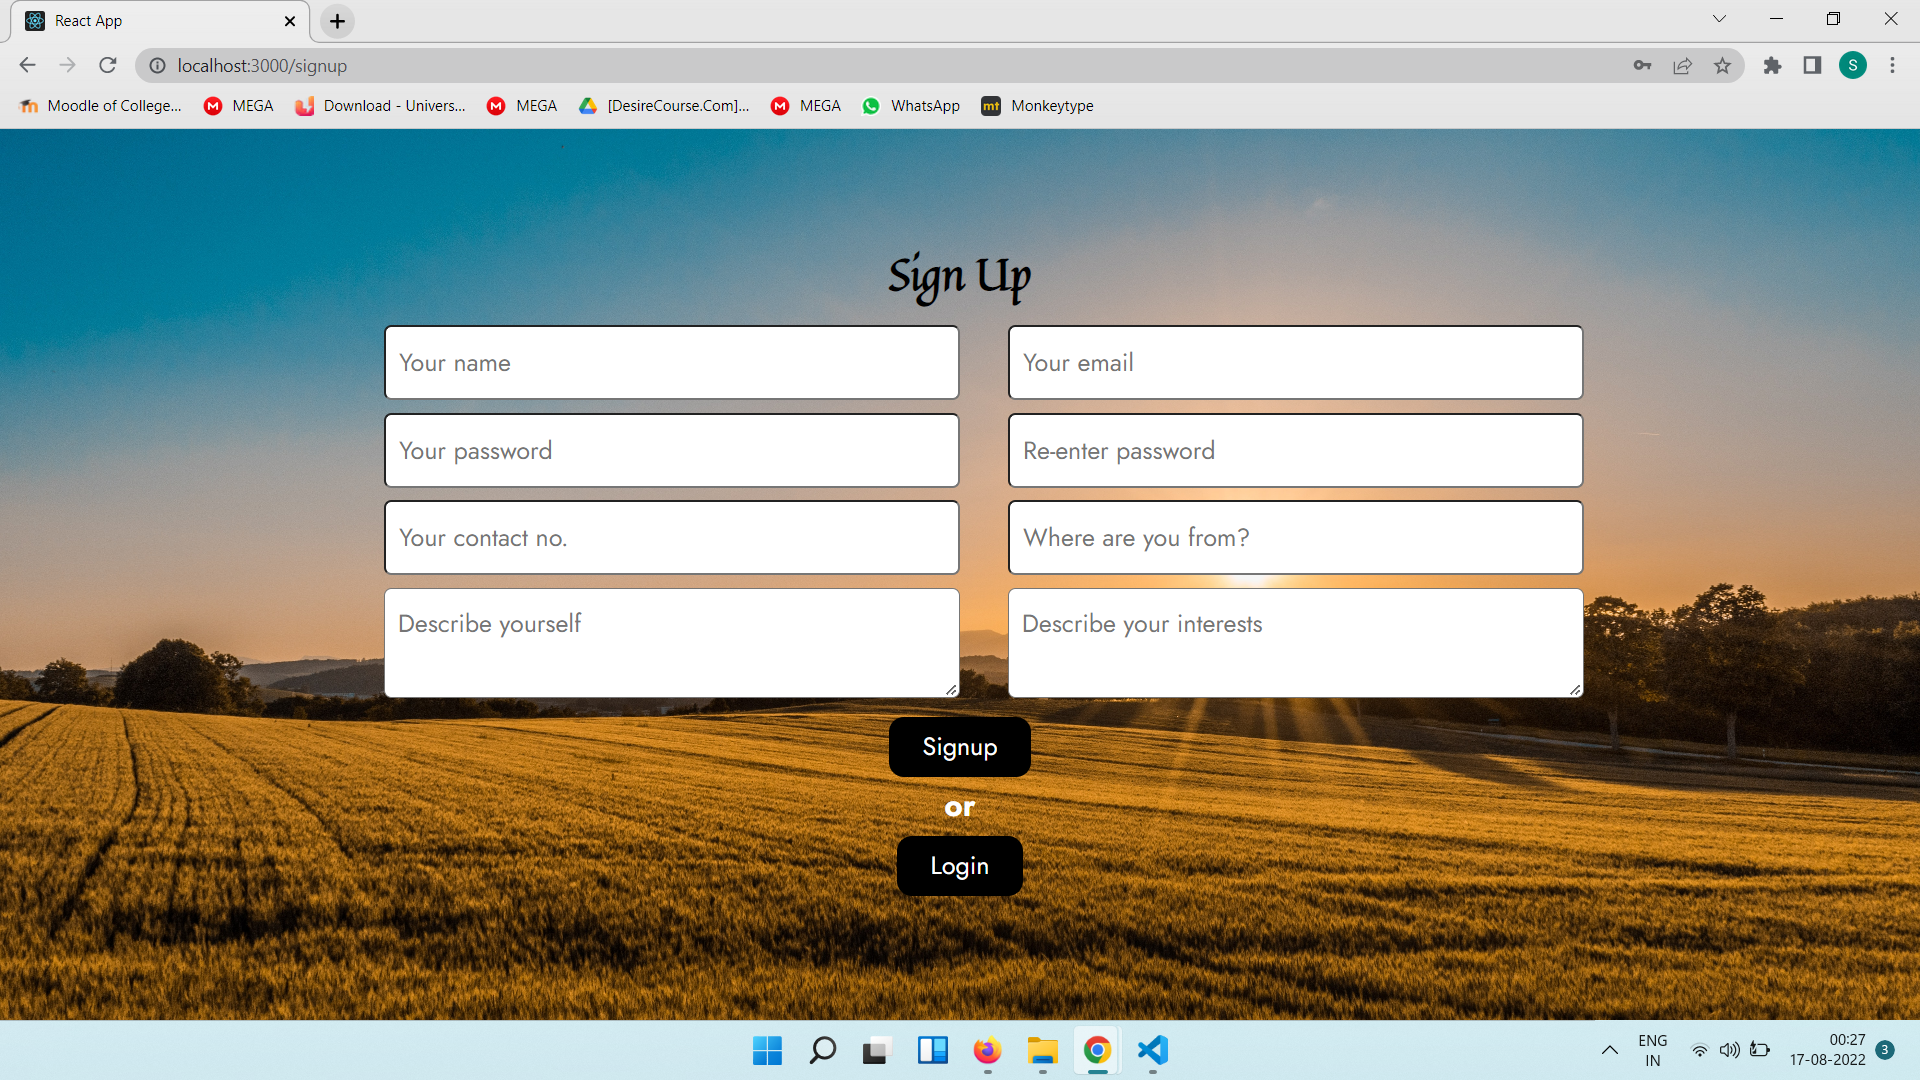 React App
localhost:3000/signup
S
Moodle of College...
MEGA
Download - Univers...
MEGA
[DesireCourse.Com]...
MEGA
WhatsApp
mt
Monkeytype
Sign Up
Your name
Your email
Your password
Re-enter password
Your contact no.
Where are you from?
Describe yourself
Describe your interests
Signup
or
Login
ENG
IN
00:27
17-08-2022
3